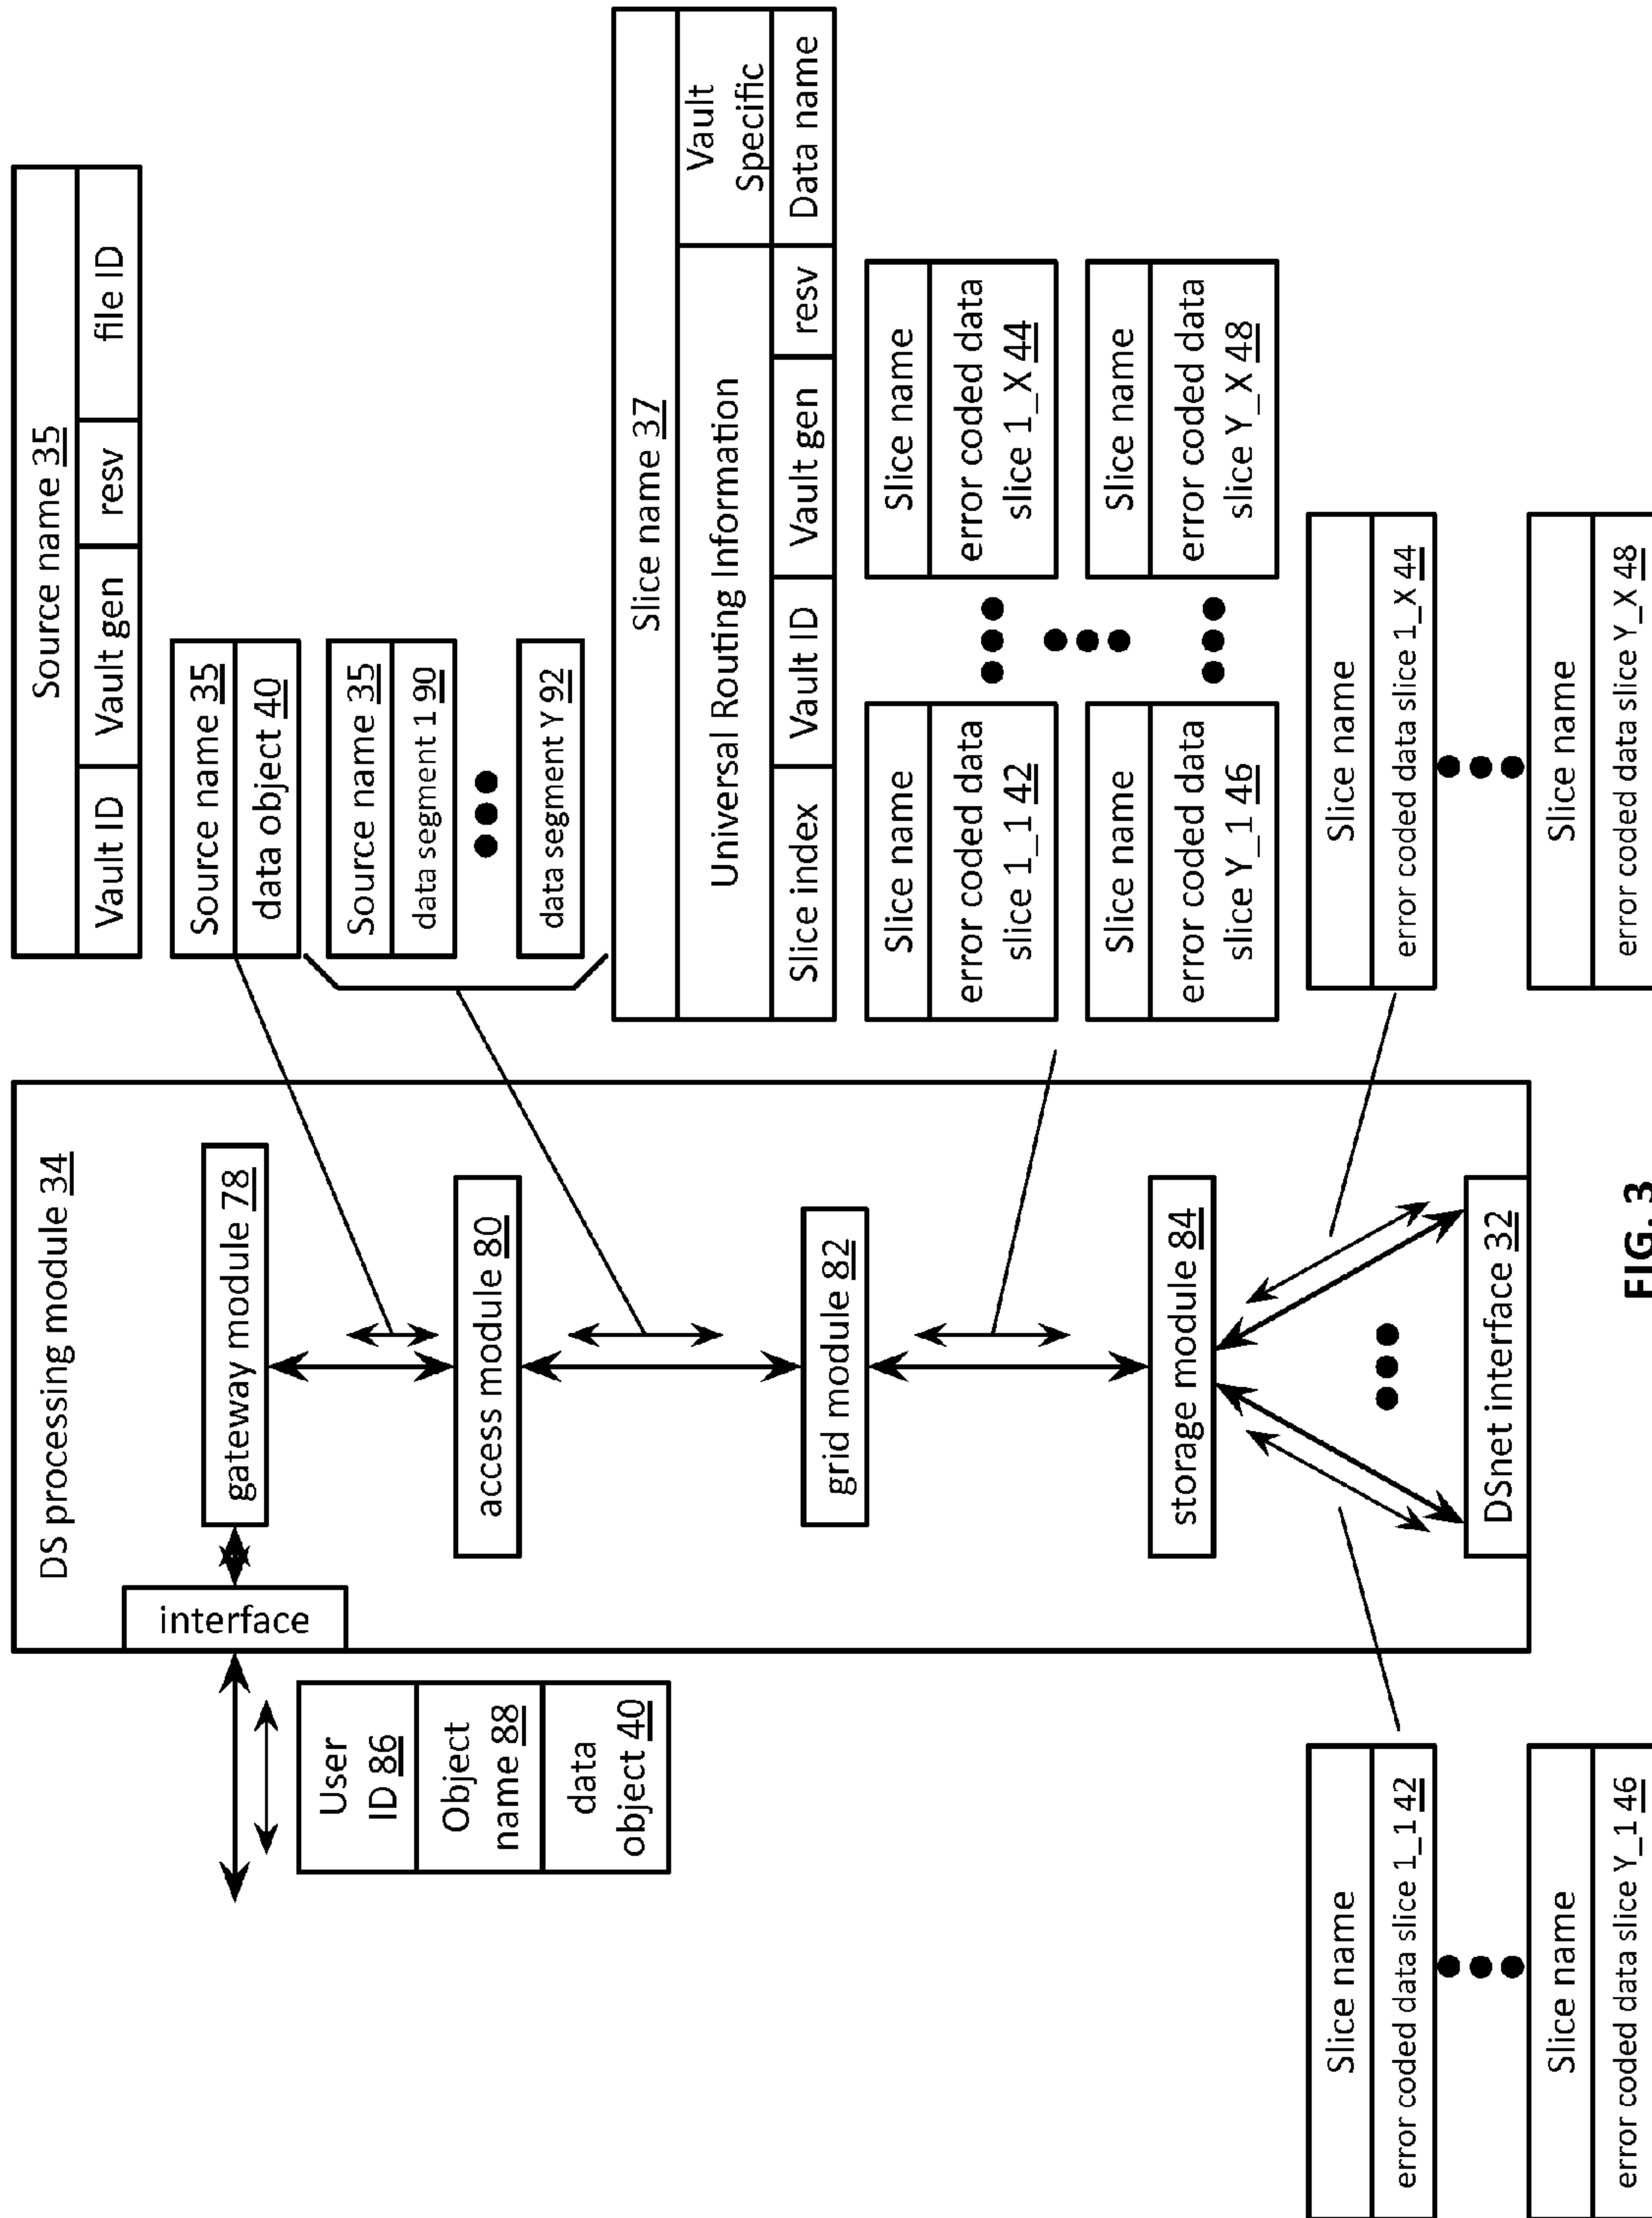 DS processing module 34
interface
gateway module 78
access module 80
grid module 82
storage module 84
DSnet interface 32
User
ID 86
Object
name 88
data
object 40
Source name 35
Vault ID
Vault gen
resv
file ID
Source name 35
data object 40
Source name 35
data segment 1 90
data segment Y 92
Slice name 37
Universal Routing Information
Vault
Specific
Slice index
Vault ID
Vault gen
resv
Data name
Slice name
error coded data
slice 1_1 42
Slice name
error coded data
slice 1_X 44
Slice name
error coded data
slice Y_1 46
Slice name
error coded data
slice Y_X 48
Slice name
error coded data slice 1_1 42
Slice name
error coded data slice Y_1 46
Slice name
error coded data slice 1_X 44
Slice name
error coded data slice Y_X 48
FIG. 3